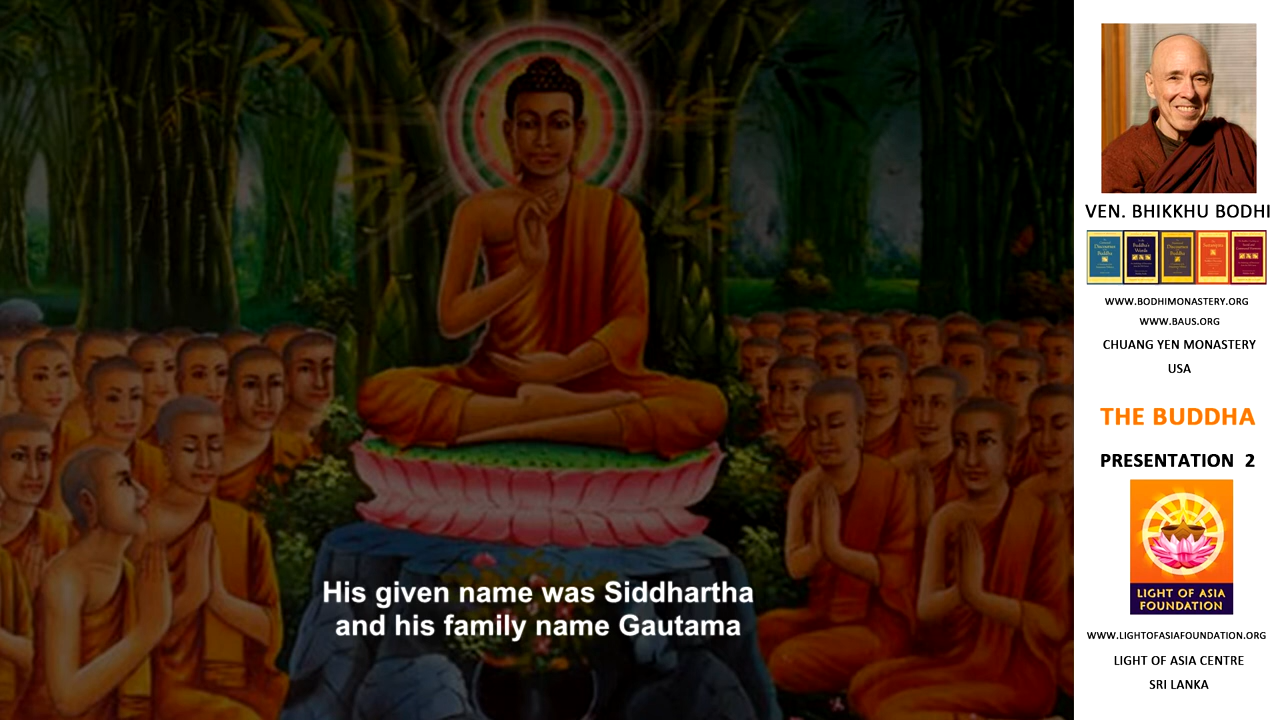 His given name was Siddhartha
and his family name Gautama
VEN. BHIKKHU BODHI
WWW.BODHIMONASTERY.ORG
WWW.BAUS.ORG
CHUANG YEN MONASTERY
USA
THE BUDDHA
PRESENTATION 2
LIGHT OF ASIA
FOUNDATION
WWW.LIGHTOFASIAFOUNDATION.ORG
LIGHT OF ASIA CENTRE
SRI LANKA